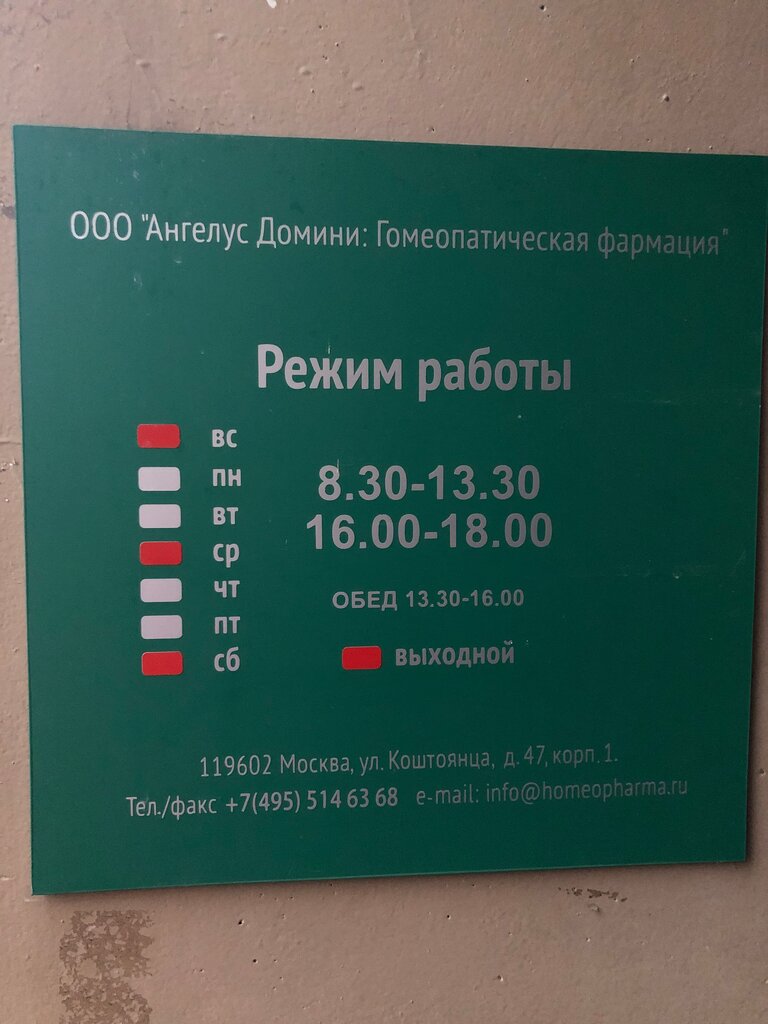 ООО "Ангелус Домини: Гомеопатическая фармация"
Режим работы
вс
пн
вт
ср
чт
пт
сб
8.30-13.30
16.00-18.00
ОБЕД 13.30-16.00
выходной
119602 Москва, ул. Коштоянца, д. 47, корп. 1.
Тел./факс +7(495) 514 63 68 e-mail: info@homeopharma.ru